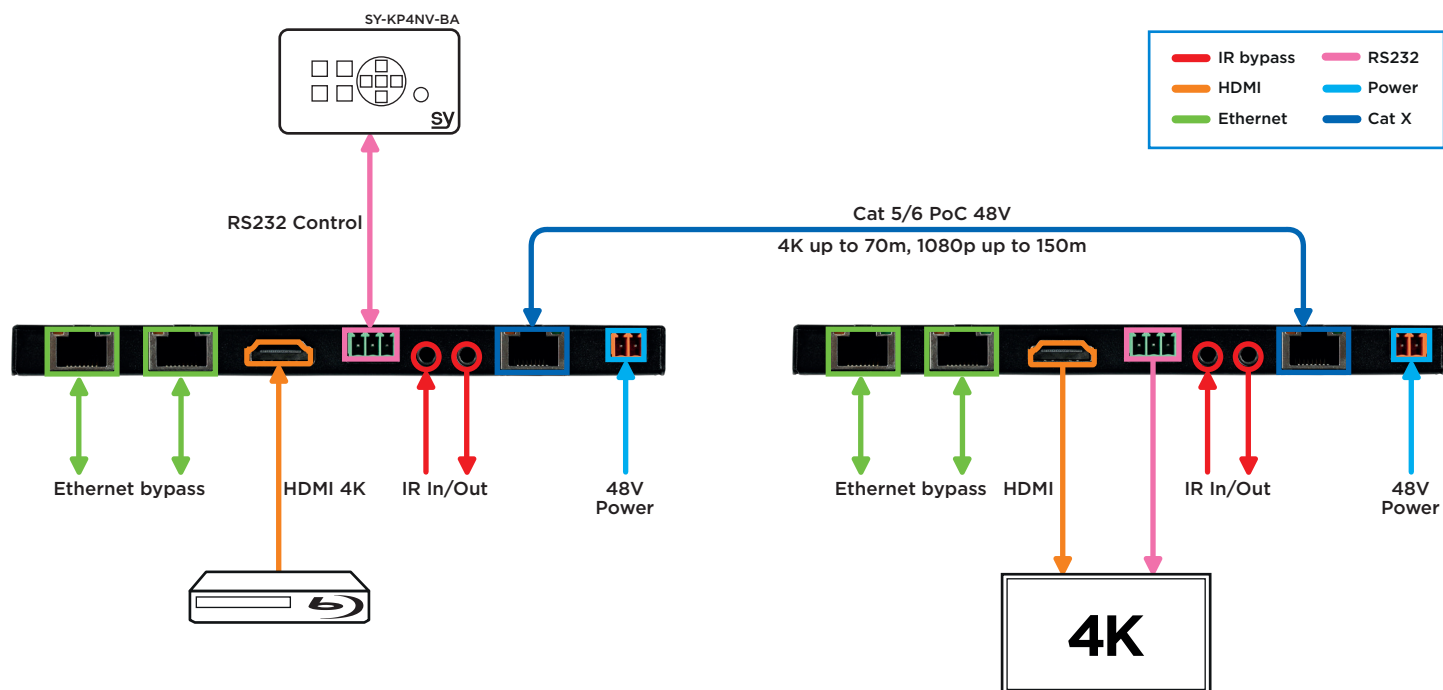 SY-KP4NV-BA
sy
IR bypass
RS232
HDMI
Power
Ethernet
Cat X
RS232 Control
Cat 5/6 PoC 48V
4K up to 70m, 1080p up to 150m
Ethernet bypass
HDMI 4K
IR In/Out
48V
Power
Ethernet bypass
HDMI
IR In/Out
48V
Power
4K